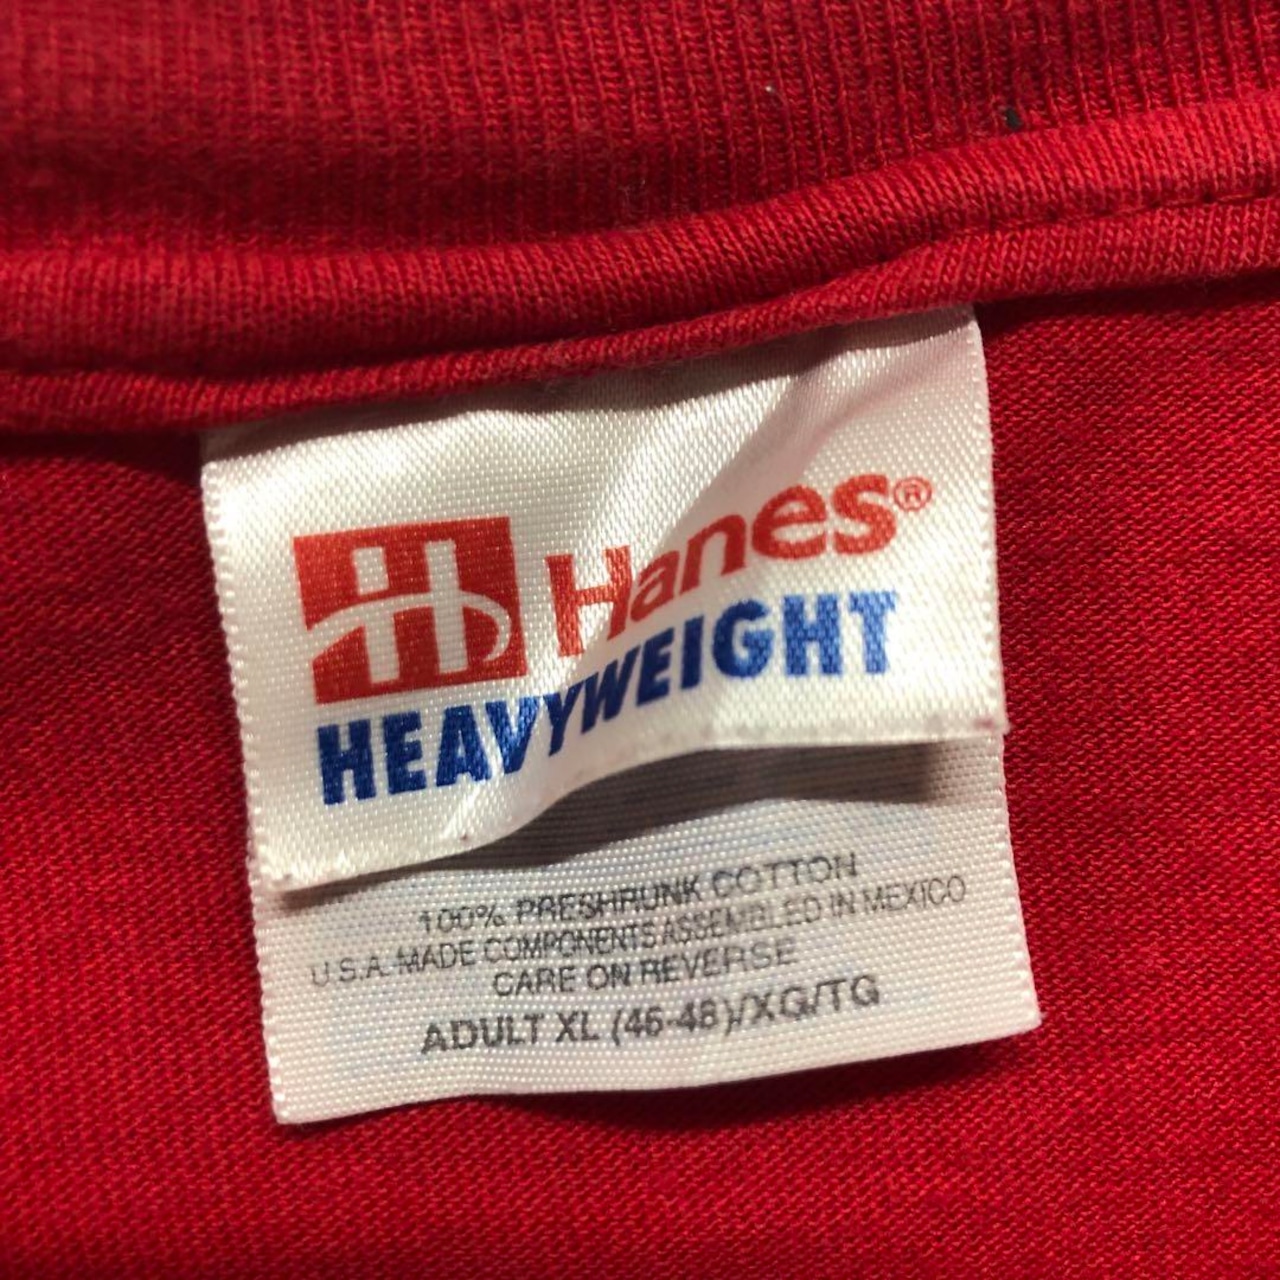 Hanes®
HEAVYWEIGHT
100% PRESHRUNK COTTON
U.S.A. MADE COMPONENTS ASSEMBLED IN MEXICO
CARE ON REVERSE
ADULT XL (46-48)/XG/TG